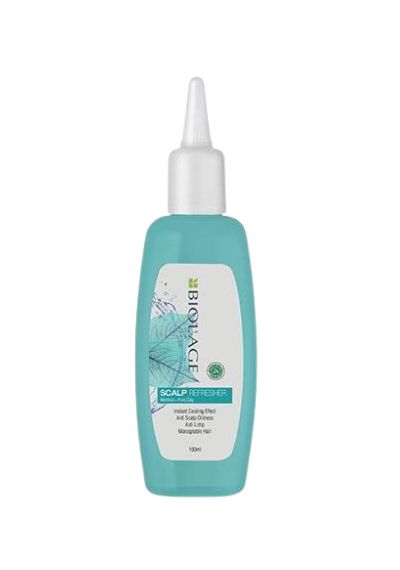 BIOLAGE
SCALP REFRESHER
Menthol + Pure Clay
Instant Cooling Effect
Anti Scalp Oiliness
Anti Limp
Manageable Hair
100ml